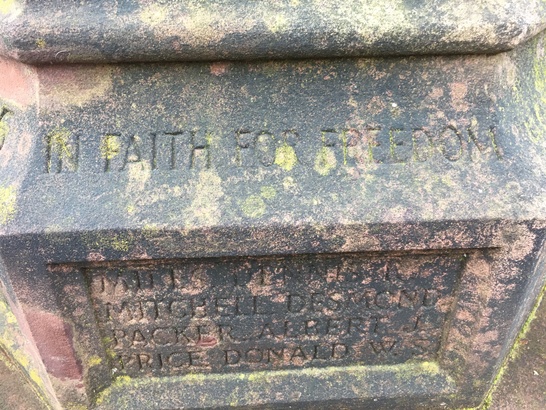 IN FAITH FOR FREEDOM
MITCHELL DESMOND
PACKER ALBERT J.
PRICE DONALD W. S.